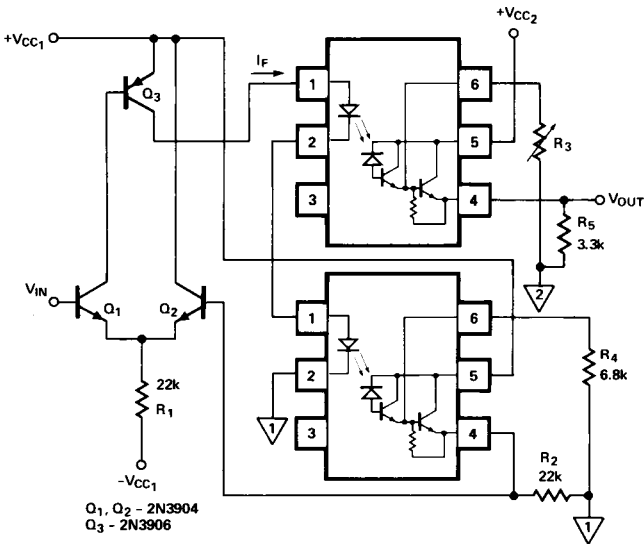 +VCC2
+VCC1
IF
Q3
1
2
3
6
5
4
R3
VOUT
R5
3.3k
2
VIN
Q1
Q2
1
2
3
6
5
4
R4
6.8k
22k
R1
1
R2
22k
-VCC1
1
Q1, Q2 - 2N3904
Q3 - 2N3906